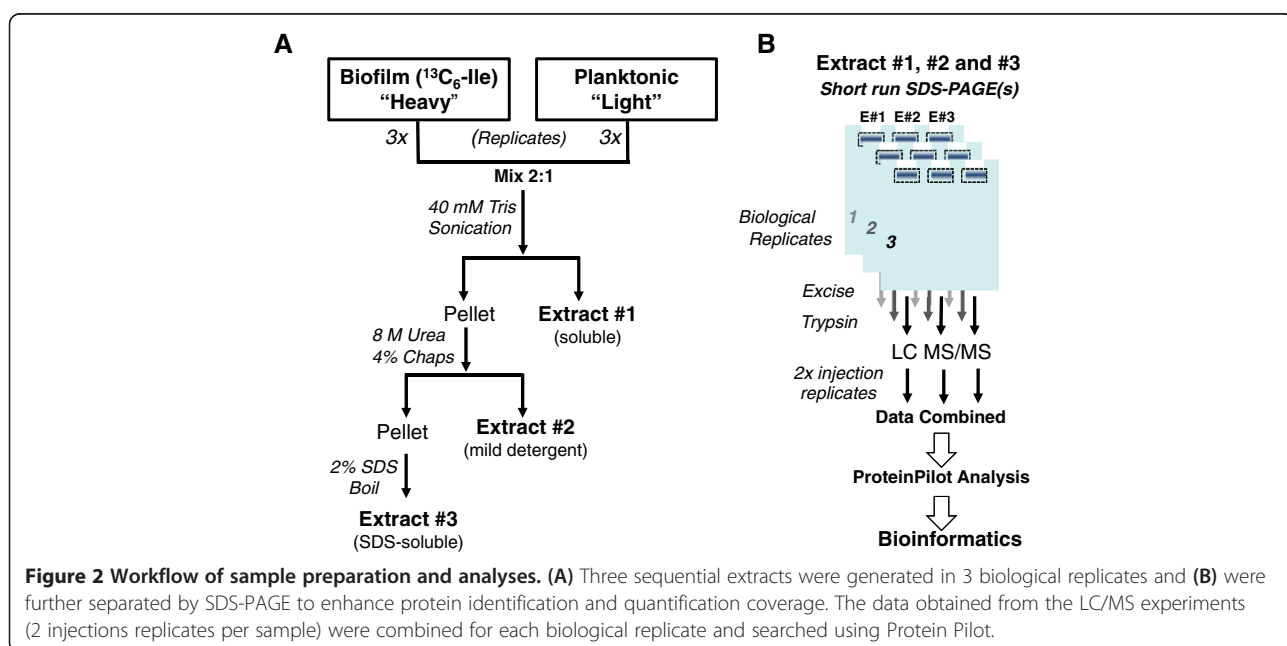 A
Biofilm (¹³C₆-Ile)
"Heavy"
Planktonic
"Light"
3x
(Replicates)
3x
Mix 2:1
40 mM Tris
Sonication
Pellet
Extract #1
(soluble)
8 M Urea
4% Chaps
Pellet
Extract #2
(mild detergent)
2% SDS
Boil
Extract #3
(SDS-soluble)
B
Extract #1, #2 and #3
Short run SDS-PAGE(s)
E#1 E#2 E#3
Biological
Replicates
1
2
3
Excise
Trypsin
LC MS/MS
2x injection
replicates
Data Combined
ProteinPilot Analysis
Bioinformatics
Figure 2 Workflow of sample preparation and analyses. (A) Three sequential extracts were generated in 3 biological replicates and (B) were
further separated by SDS-PAGE to enhance protein identification and quantification coverage. The data obtained from the LC/MS experiments
(2 injections replicates per sample) were combined for each biological replicate and searched using Protein Pilot.